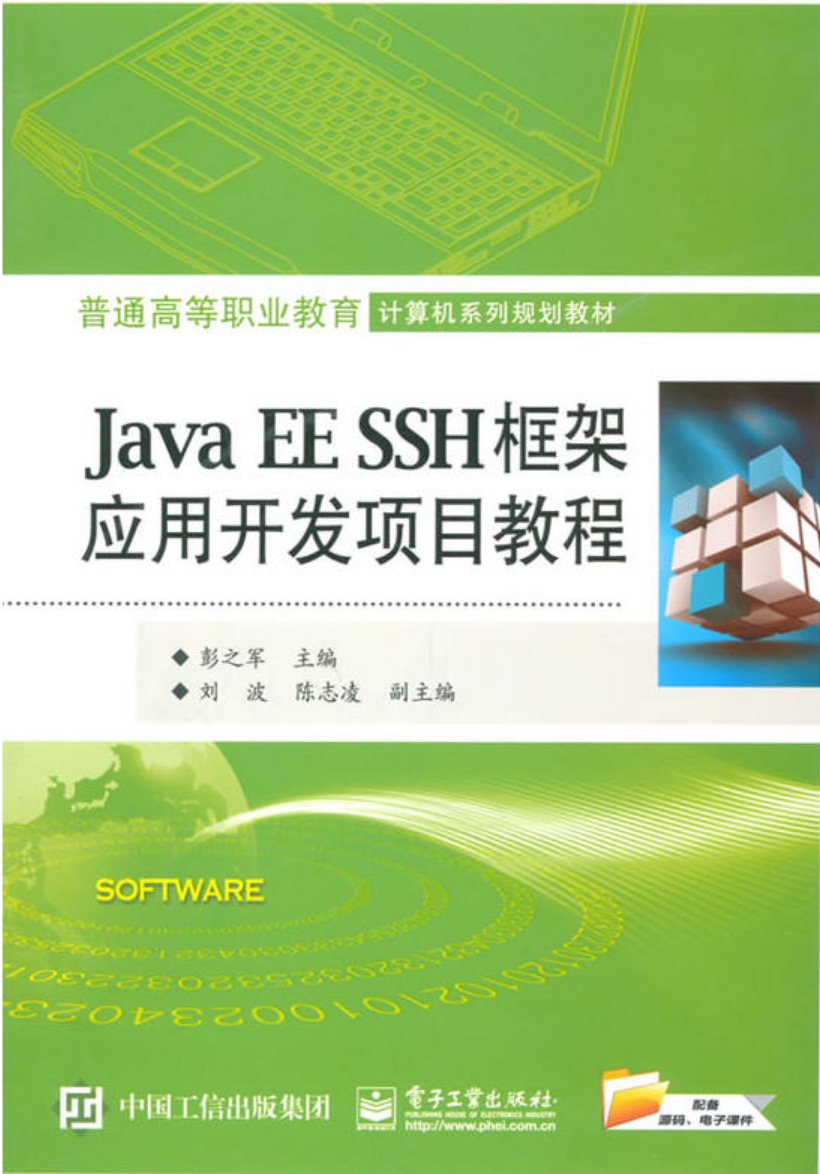 普通高等职业教育 计算机系列规划教材
Java EE SSH框架
应用开发项目教程
◆ 彭之军 主编
◆ 刘 波 陈志凌 副主编
SOFTWARE
中国工信出版集团
電子工業出版社
PUBLISHING HOUSE OF ELECTRONICS INDUSTRY
http://www.phei.com.cn
配备
源码、电子课件